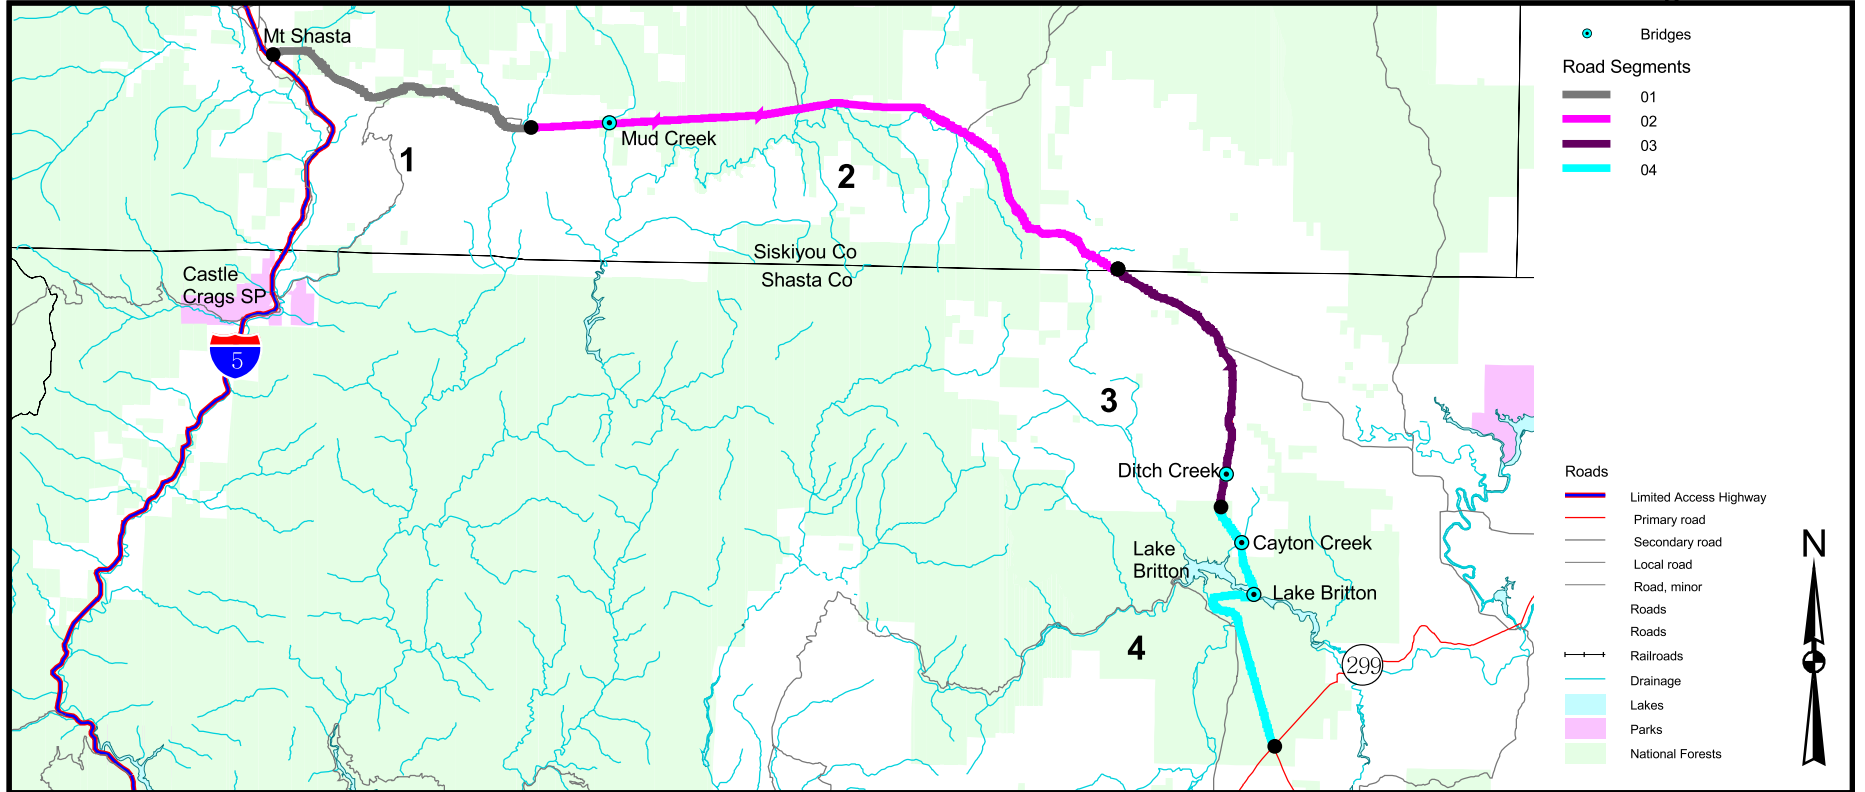 Mt Shasta
Mud Creek
1
2
Siskiyou Co
Shasta Co
Castle
Crags SP
5
3
Ditch Creek
Cayton Creek
Lake
Britton
Lake Britton
4
299
Bridges
Road Segments
01
02
03
04
Roads
Limited Access Highway
Primary road
Secondary road
Local road
Road, minor
Roads
Roads
Railroads
Drainage
Lakes
Parks
National Forests
N